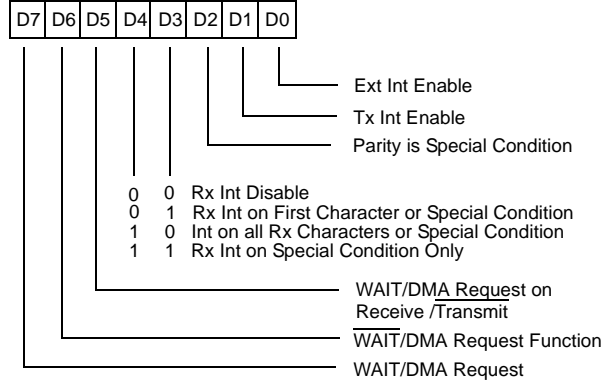 D7 D6 D5 D4 D3 D2 D1 D0
Ext Int Enable
Tx Int Enable
Parity is Special Condition
0 0 Rx Int Disable
0 1 Rx Int on First Character or Special Condition
1 0 Int on all Rx Characters or Special Condition
1 1 Rx Int on Special Condition Only
WAIT/DMA Request on
Receive /Transmit
WAIT/DMA Request Function
WAIT/DMA Request